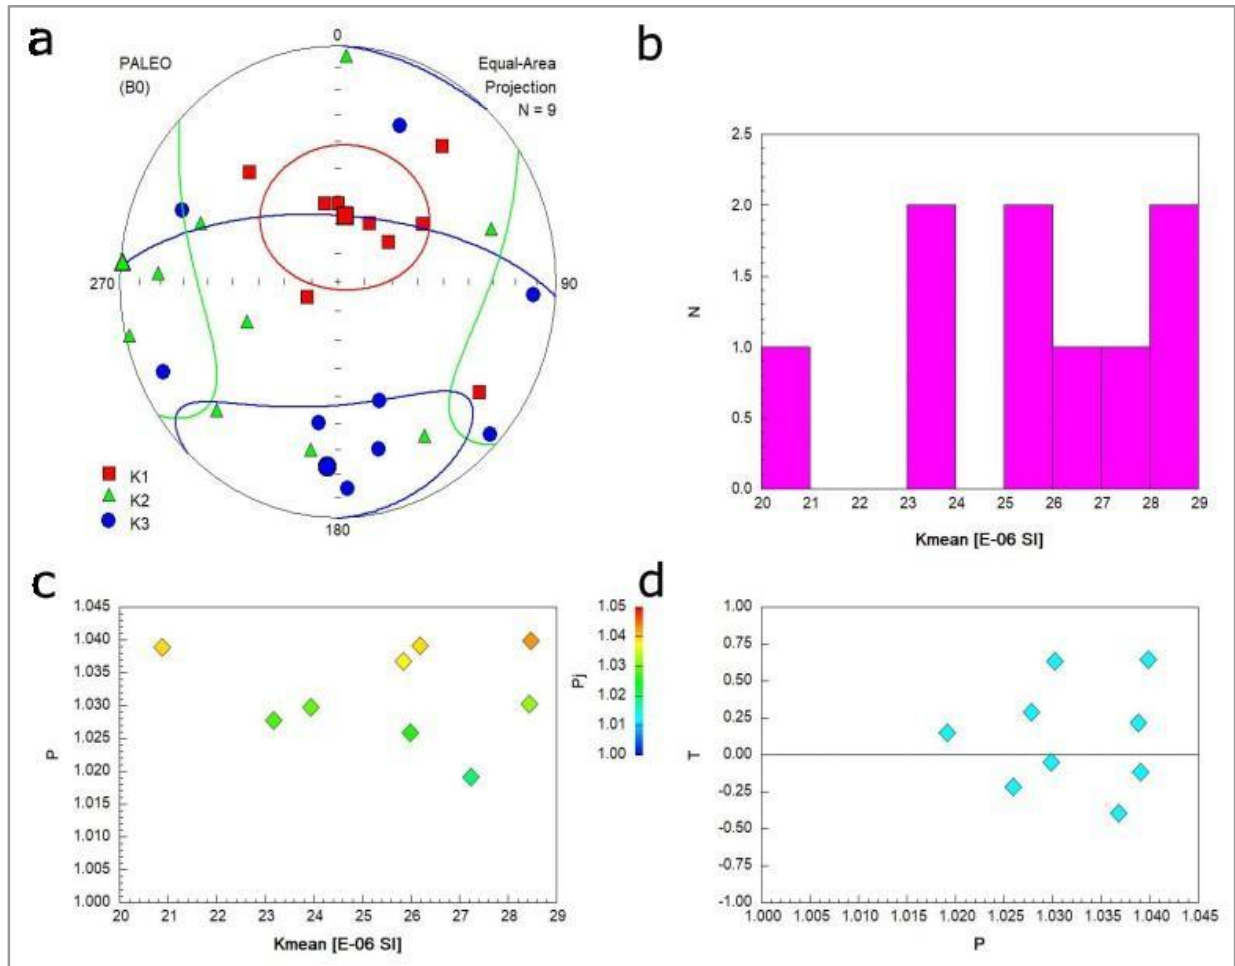 a
PALEO
(B0)
0
Equal-Area
Projection
N = 9
270
90
180
K1
K2
K3
b
2.5
2.0
1.5
1.0
0.5
0.0
N
20 21 22 23 24 25 26 27 28 29
Kmean [E-06 SI]
c
1.045
1.040
1.035
1.030
1.025
1.020
1.015
1.010
1.005
1.000
P
20 21 22 23 24 25 26 27 28 29
Kmean [E-06 SI]
1.05
1.04
1.03
1.02
1.01
1.00
Pj
d
1.00
0.75
0.50
0.25
0.00
-0.25
-0.50
-0.75
-1.00
T
1.000 1.005 1.010 1.015 1.020 1.025 1.030 1.035 1.040 1.045
P